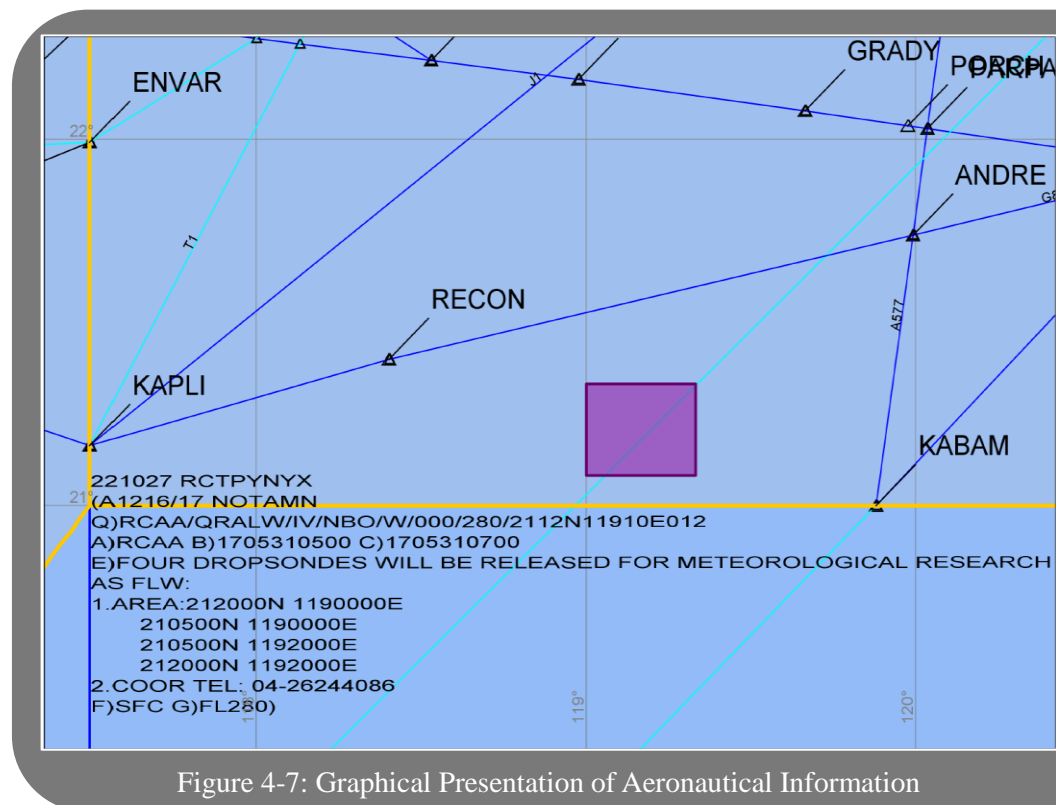 ENVAR
GRADY
PORCH
PARPA
J1
22°
ANDRE
T1
RECON
A577
KAPLI
KABAM
221027 RCTPYNYX
21°
(A1216/17 NOTAMN
Q)RCAA/QRALW/IV/NBO/W/000/280/2112N11910E012
A)RCAA B)1705310500 C)1705310700
E)FOUR DROPSONDES WILL BE RELEASED FOR METEOROLOGICAL RESEARCH
AS FLW:
1.AREA:212000N 1190000E
210500N 1190000E
210500N 1192000E
212000N 1192000E
2.COOR TEL: 04-26244086
F)SFC G)FL280)
119°
120°
Figure 4-7: Graphical Presentation of Aeronautical Information